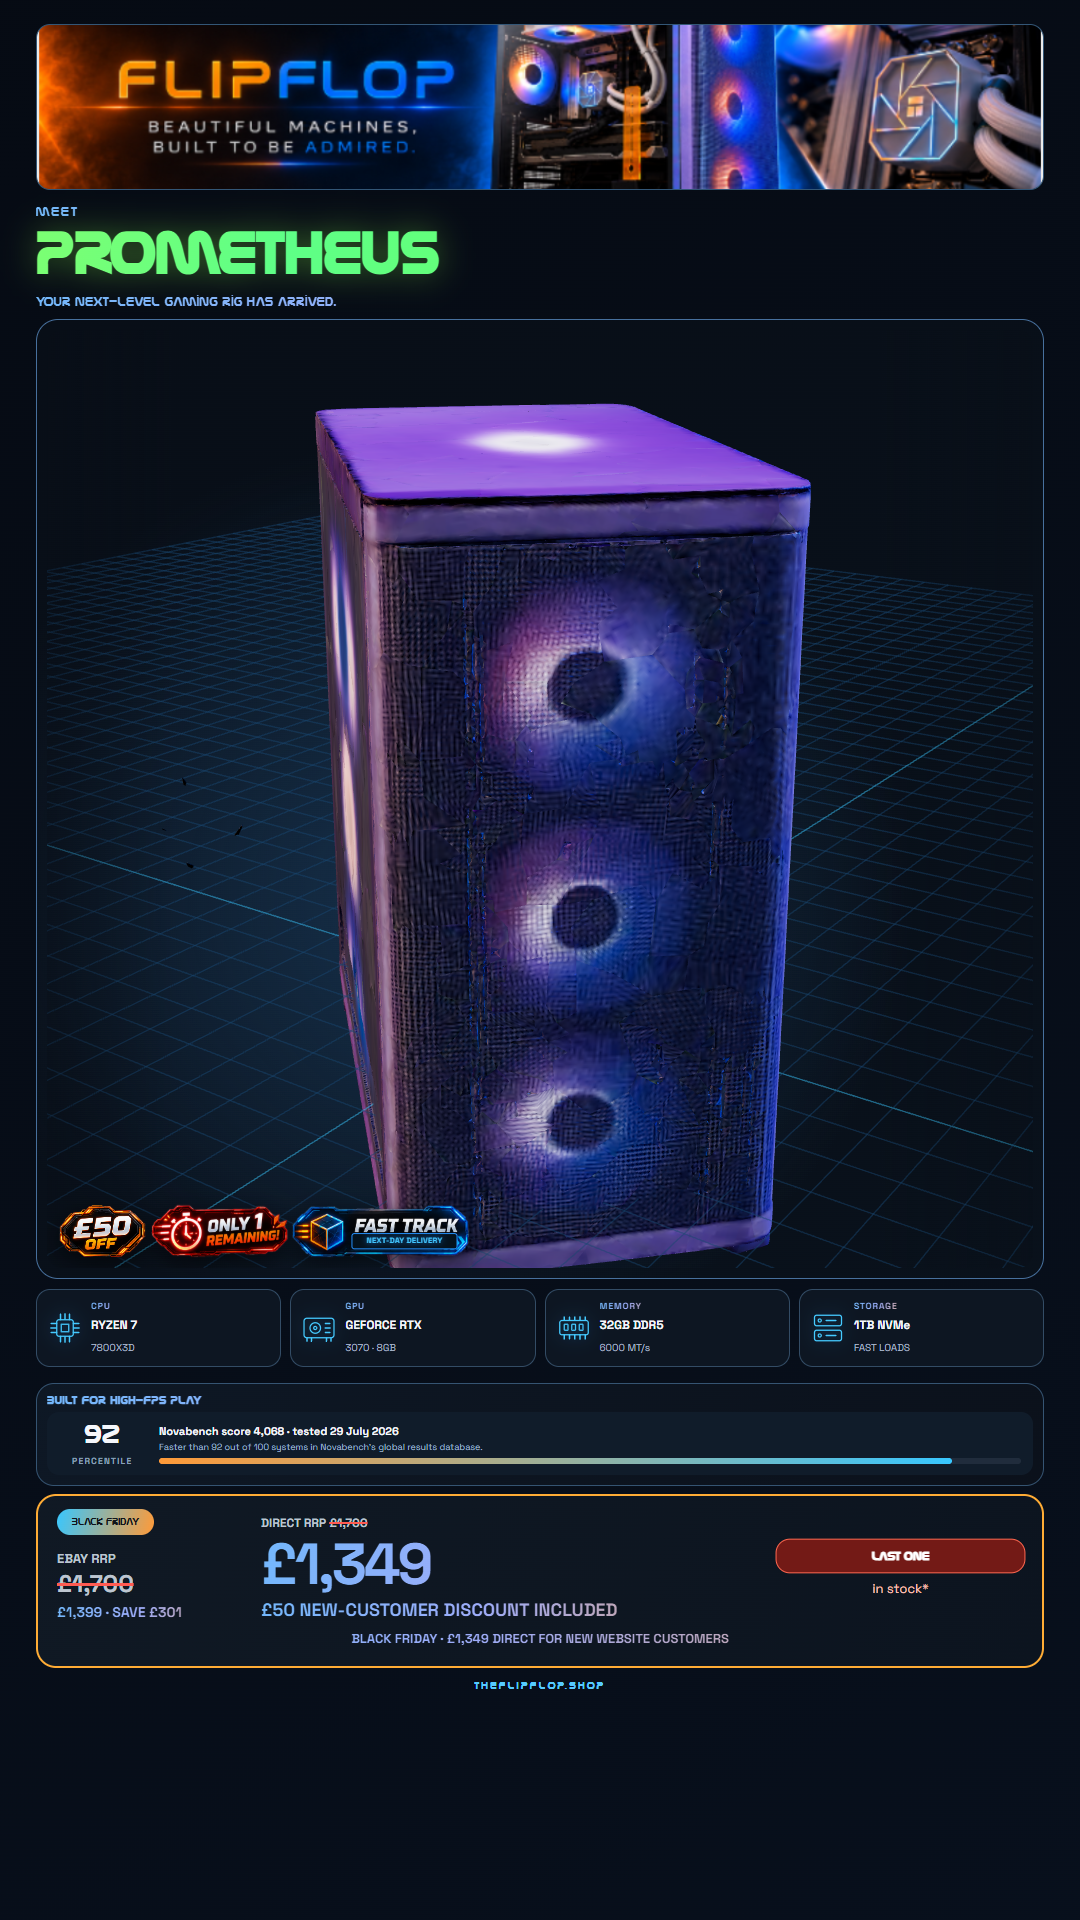 FLIPFLOP
BEAUTIFUL MACHINES,
BUILT TO BE ADMIRED.
MEET
PROMETHEUS
YOUR NEXT-LEVEL GAMING RIG HAS ARRIVED.
£50 OFF
ONLY 1 REMAINING!
FAST TRACK
NEXT-DAY DELIVERY
CPU
RYZEN 7
7800X3D
GPU
GEFORCE RTX
3070 · 8GB
MEMORY
32GB DDR5
6000 MT/s
STORAGE
1TB NVMe
FAST LOADS
BUILT FOR HIGH-FPS PLAY
92
PERCENTILE
Novabench score 4,068 · tested 29 July 2026
Faster than 92 out of 100 systems in Novabench's global results database.
BLACK FRIDAY
EBAY RRP
£1,700
£1,399 · SAVE £301
DIRECT RRP £1,700
£1,349
£50 NEW-CUSTOMER DISCOUNT INCLUDED
BLACK FRIDAY · £1,349 DIRECT FOR NEW WEBSITE CUSTOMERS
LAST ONE
in stock*
THEFLIPFLOP.SHOP